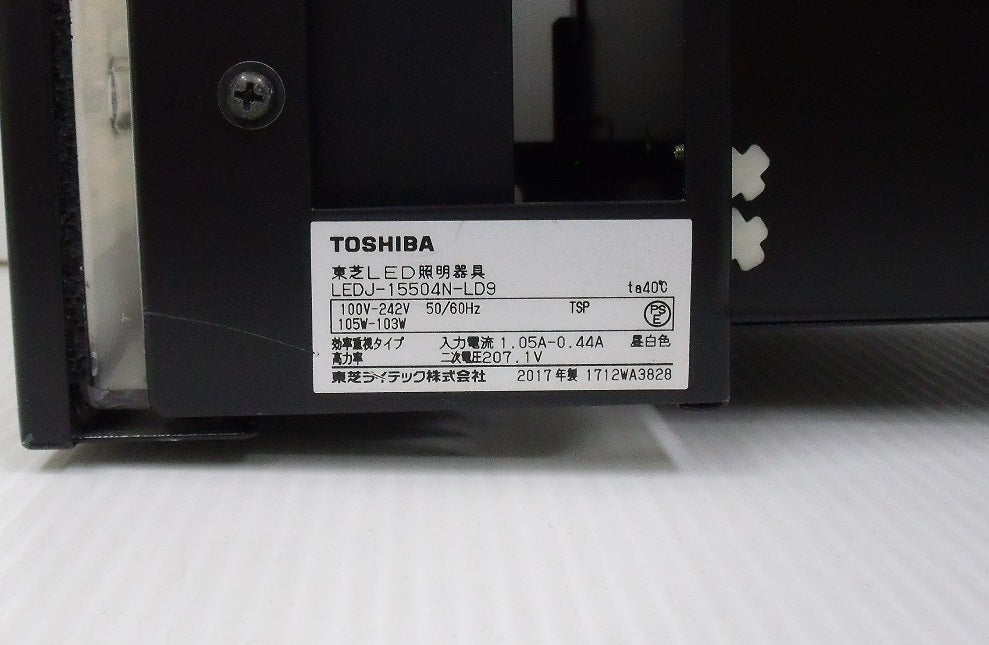 TOSHIBA
東芝LED照明器具
LEDJ-15504N-LD9 ta40℃
100V-242V 50/60Hz TSP PSE
105W-103W
効率重視タイプ 入力電流 1.05A-0.44A 昼白色
高力率 二次電圧207.1V
東芝ライテック株式会社 2017年製 1712WA3828